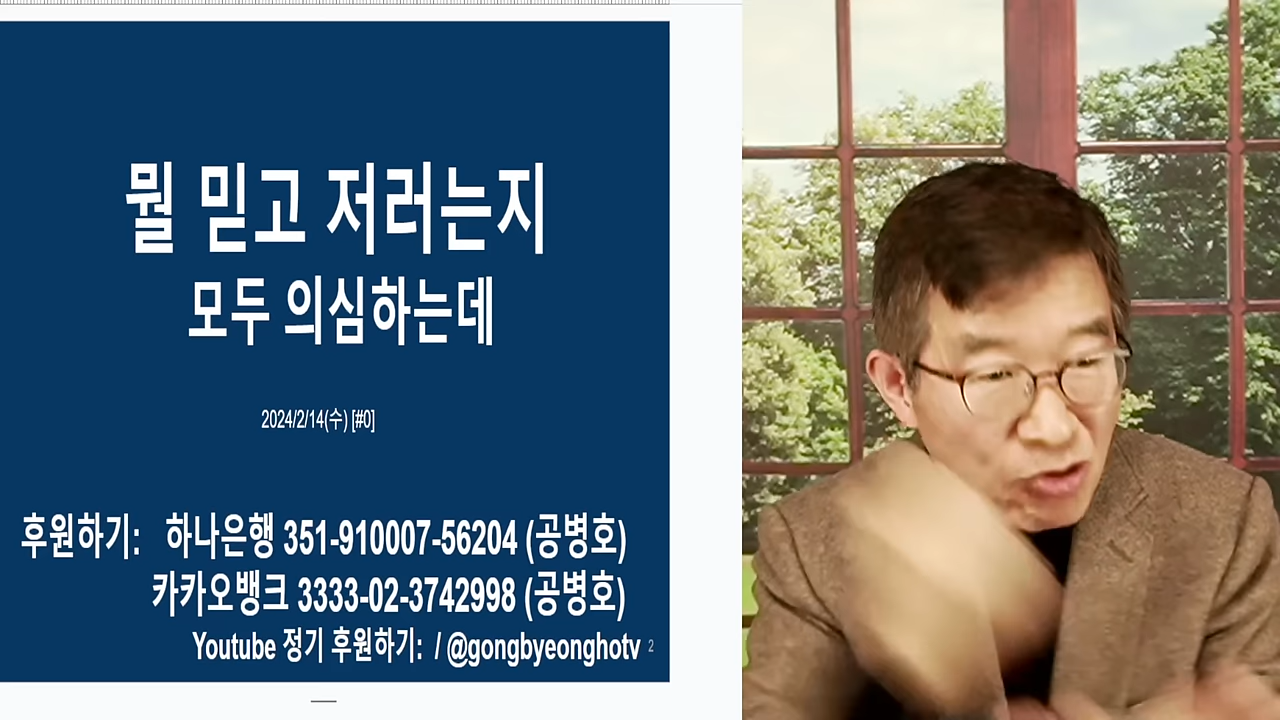 뭘 믿고 저러는지
모두 의심하는데
2024/2/14(수) [#0]
후원하기: 하나은행 351-910007-56204 (공병호)
카카오뱅크 3333-02-3742998 (공병호)
Youtube 정기 후원하기: / @gongbyeonghotv 2